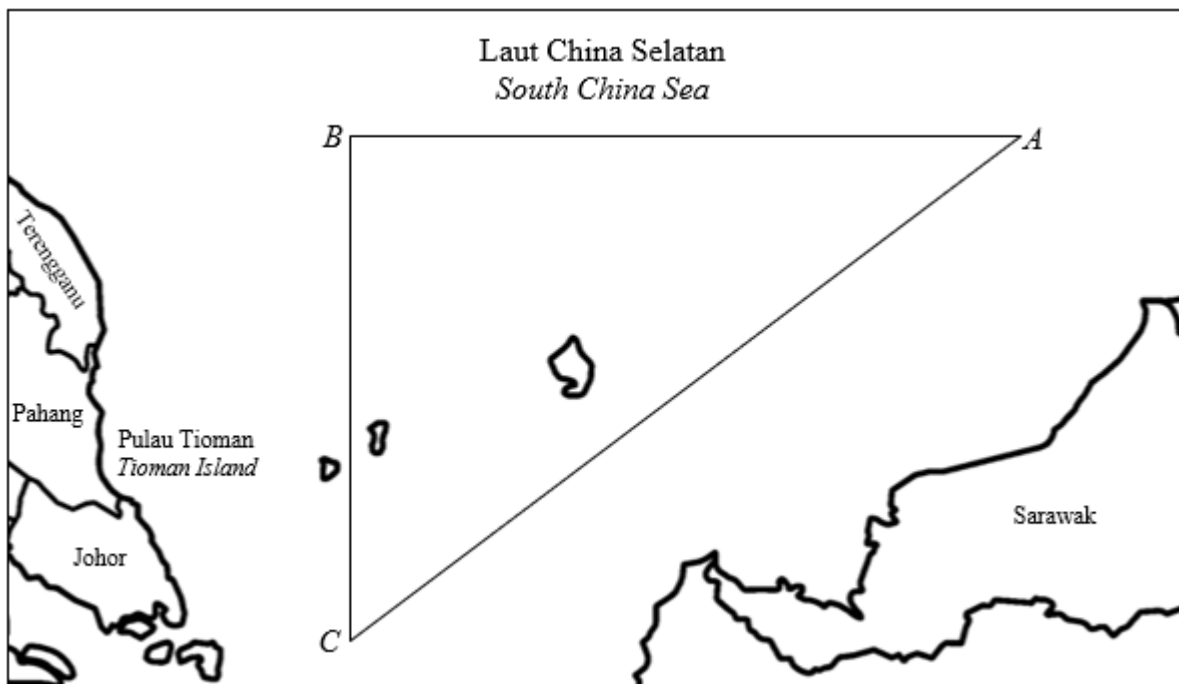 Laut China Selatan
South China Sea
B
A
Terengganu
Pahang
Pulau Tioman
Tioman Island
Sarawak
Johor
C